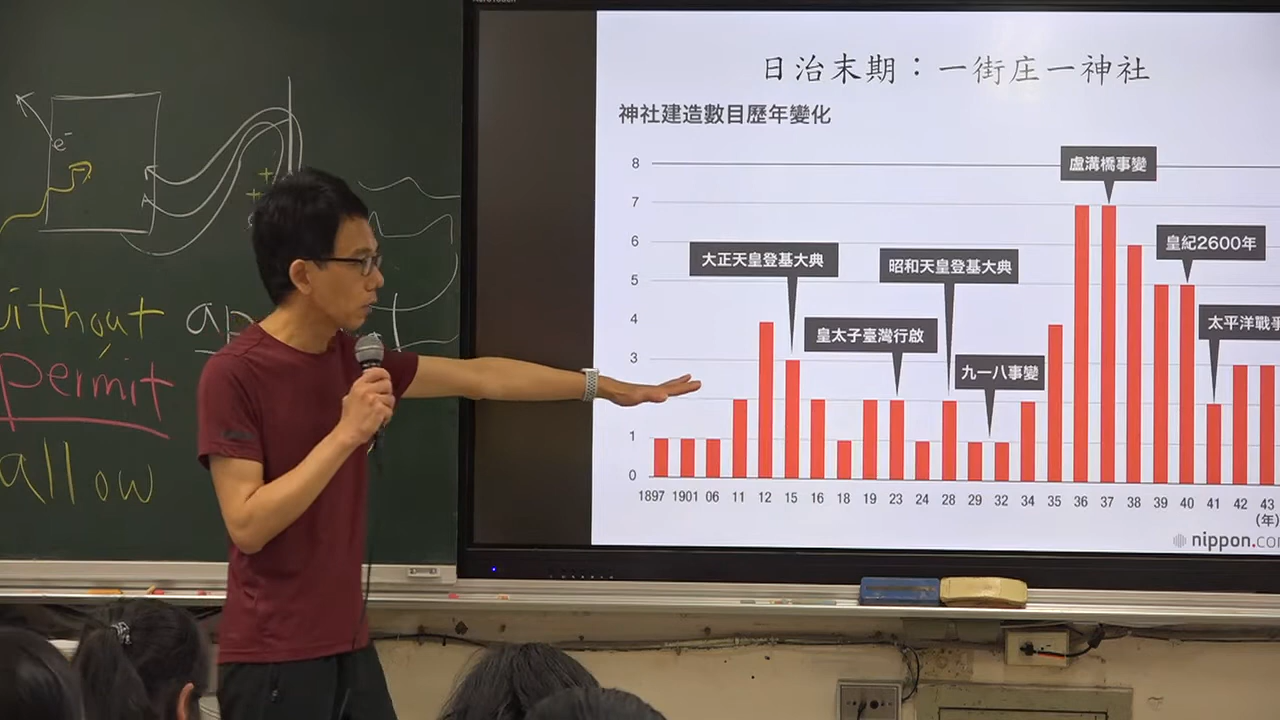 日治末期：一街庄一神社
神社建造數目歷年變化
盧溝橋事變
皇紀2600年
大正天皇登基大典
昭和天皇登基大典
皇太子臺灣行啟
太平洋戰爭
九一八事變
8
7
6
5
4
3
1
0
1897 1901 06 11 12 15 16 18 19 23 24 28 29 32 34 35 36 37 38 39 40 41 42 43
(年)
nippon.co
e⁻
+
+
without
ap
permit
allow